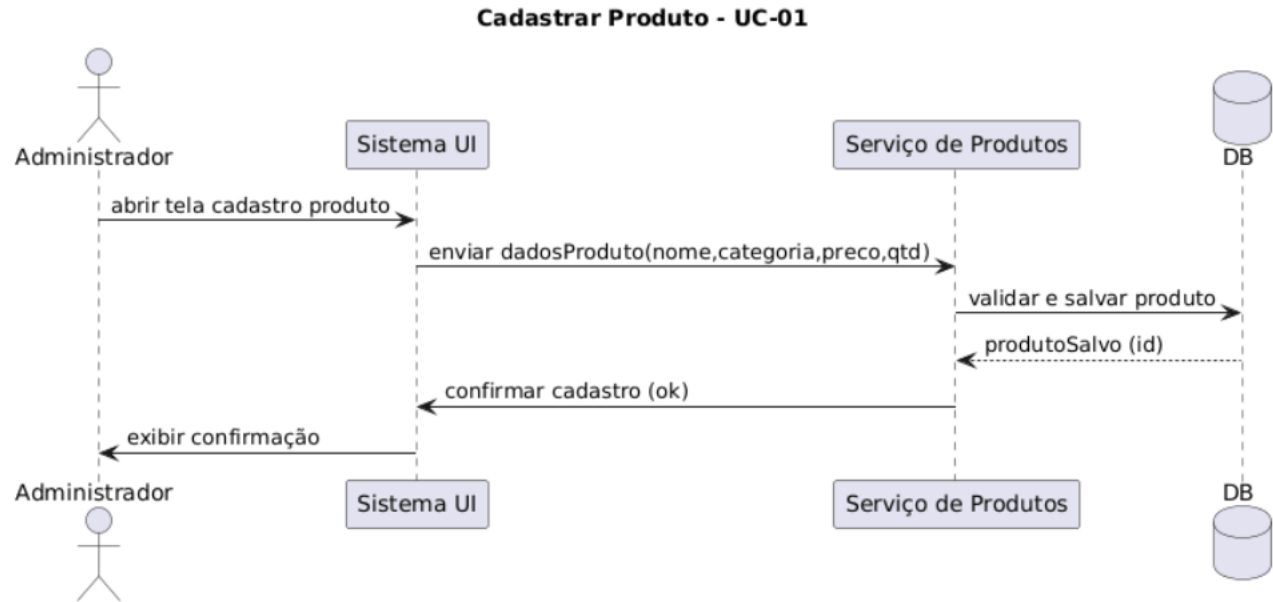 Cadastrar Produto - UC-01
Administrador
Sistema UI
Serviço de Produtos
DB
abrir tela cadastro produto
enviar dadosProduto(nome,categoria,preco,qtd)
validar e salvar produto
produtoSalvo (id)
confirmar cadastro (ok)
exibir confirmação
Administrador
Sistema UI
Serviço de Produtos
DB